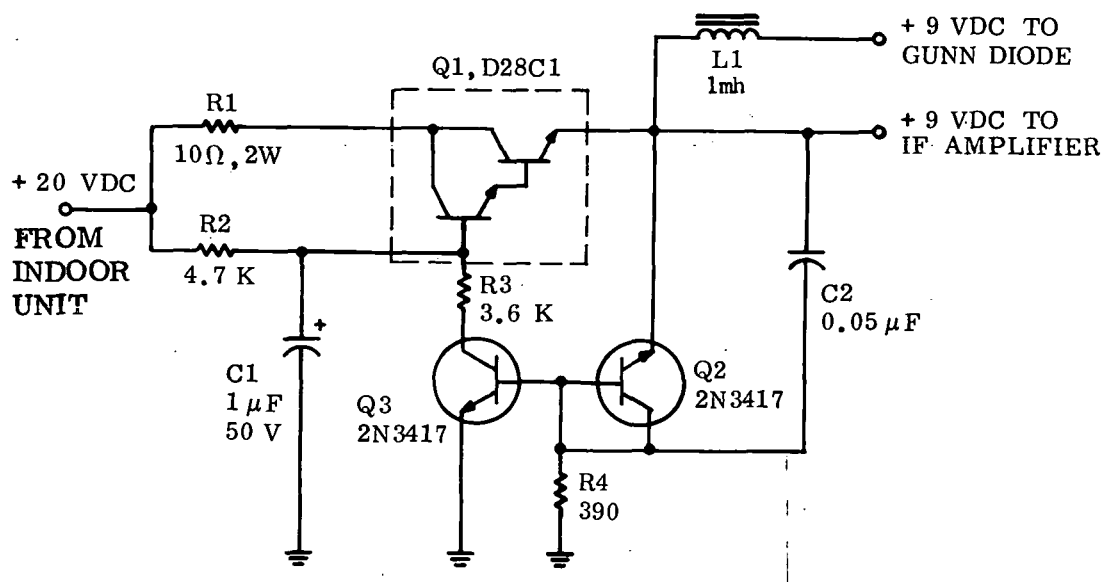 + 9 VDC TO
GUNN DIODE
L1
1mh
Q1, D28C1
R1
10Ω, 2W
+ 9 VDC TO
IF AMPLIFIER
+ 20 VDC
FROM
INDOOR
UNIT
R2
4.7 K
R3
3.6 K
C2
0.05 μF
+
C1
1 μF
50 V
Q3
2N3417
Q2
2N3417
R4
390